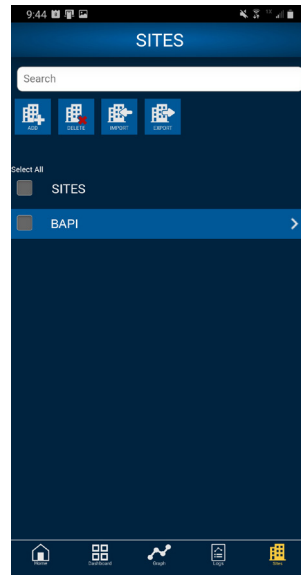 9:44
SITES
Search
ADD DELETE IMPORT EXPORT
Select All
SITES
BAPI
Home Dashboard Graph Logs Sites